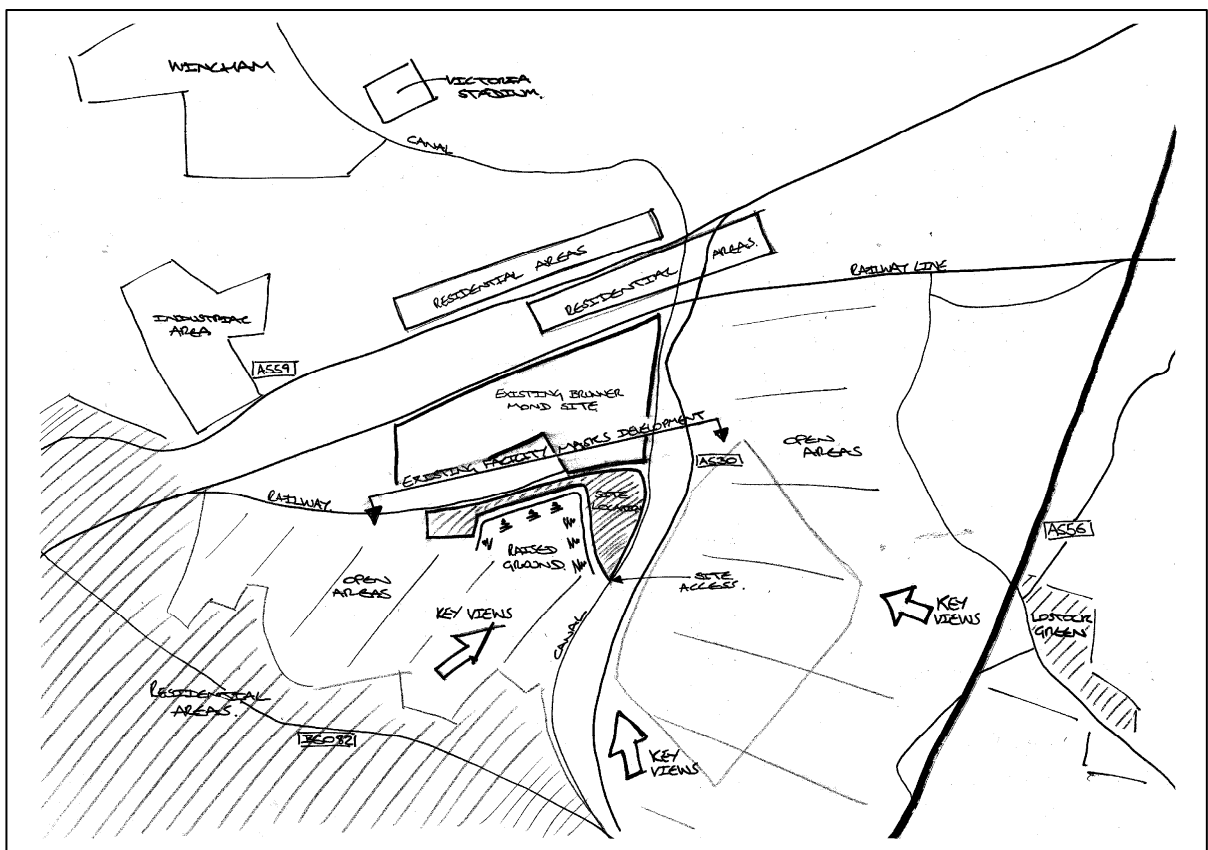 WINCHAM
VICTORIA
STADIUM.
CANAL
RESIDENTIAL AREAS
RESIDENTIAL AREAS.
RAILWAY LINE
INDUSTRIAL
AREA
A559
EXISTING BRUNNER
MOND SITE
EXISTING FACILITY MASKS DEVELOPMENT
A530
OPEN
AREAS
RAILWAY
SITE
LOCATION
RAISED
GROUND.
A556
OPEN
AREAS
SITE
ACCESS.
KEY VIEWS
KEY
VIEWS
LOSTOCK
GREEN
CANAL
RESIDENTIAL
AREAS.
B5082
KEY
VIEWS